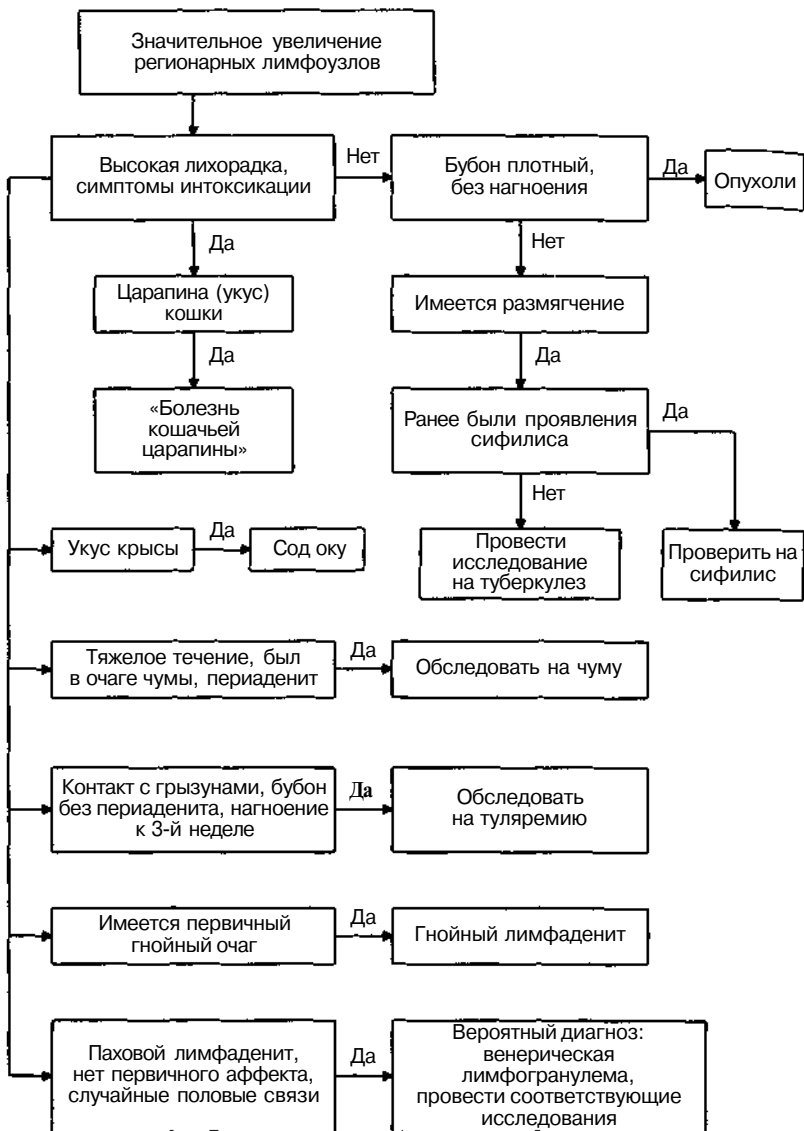 Значительное увеличение
регионарных лимфоузлов
Высокая лихорадка,
симптомы интоксикации
Нет
Бубон плотный,
без нагноения
Да
Опухоли
Да
Нет
Царапина (укус)
кошки
Имеется размягчение
Да
Да
«Болезнь
кошачьей
царапины»
Ранее были проявления
сифилиса
Да
Нет
Укус крысы
Да
Сод оку
Провести
исследование
на туберкулез
Проверить на
сифилис
Тяжелое течение, был
в очаге чумы, периаденит
Да
Обследовать на чуму
Контакт с грызунами, бубон
без периаденита, нагноение
к 3-й неделе
Да
Обследовать
на туляремию
Имеется первичный
гнойный очаг
Да
Гнойный лимфаденит
Паховой лимфаденит,
нет первичного аффекта,
случайные половые связи
Да
Вероятный диагноз:
венерическая
лимфогранулема,
провести соответствующие
исследования